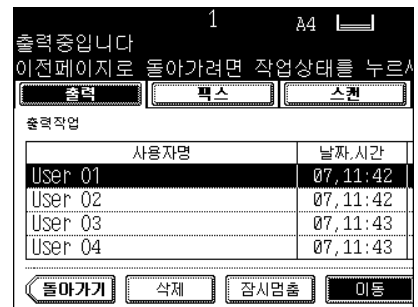 1 A4
출력중입니다
이전페이지로 돌아가려면 작업상태를 누르
출력 팩스 스캔
출력작업
사용자명 날짜,시간
User 01 07,11:42
User 02 07,11:42
User 03 07,11:43
User 04 07,11:43
돌아가기 삭제 잠시멈춤 이동